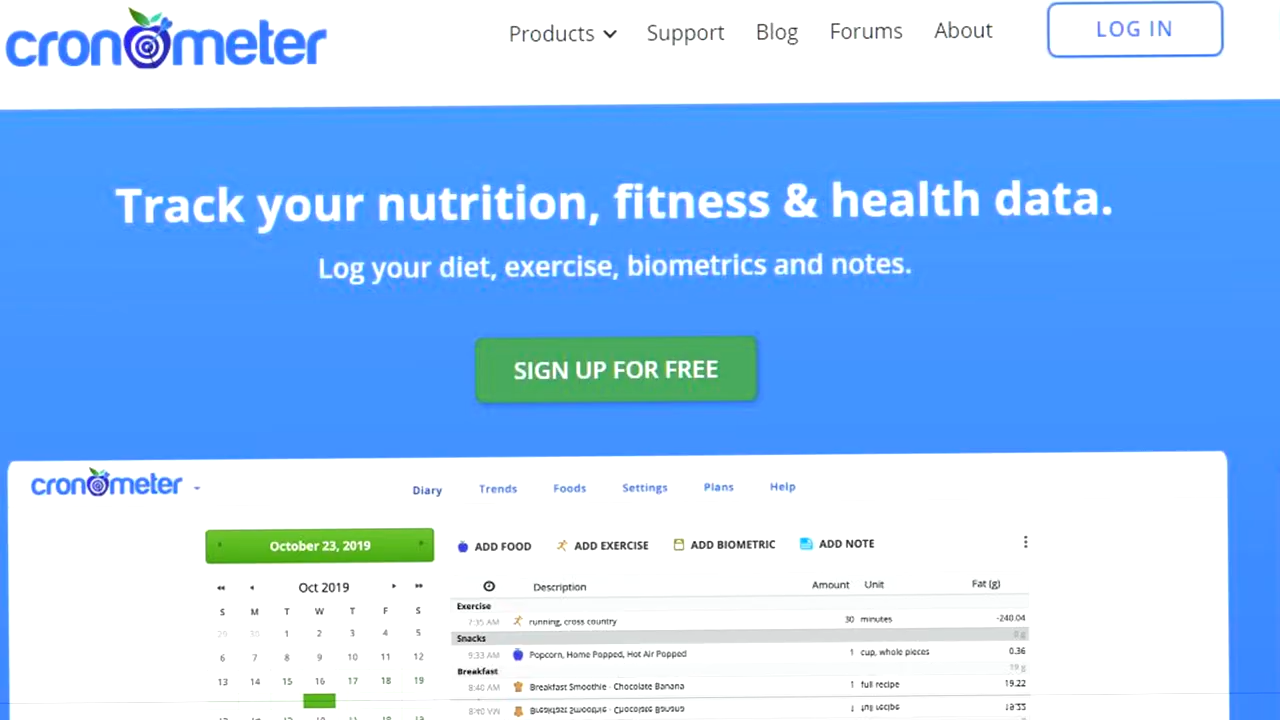 cronometer
Products Support Blog Forums About LOG IN
Track your nutrition, fitness & health data.
Log your diet, exercise, biometrics and notes.
SIGN UP FOR FREE
cronometer
Diary Trends Foods Settings Plans Help
October 23, 2019
ADD FOOD ADD EXERCISE ADD BIOMETRIC ADD NOTE
Oct 2019
Description Amount Unit Fat (g)
S M T W T F S
Exercise
29 30 1 2 3 4 5
7:35 AM running, cross country 30 minutes -240.04
Snacks 0 g
6 7 8 9 10 11 12
9:33 AM Popcorn, Home Popped, Hot Air Popped 1 cup, whole pieces 0.36
Breakfast 19 g
13 14 15 16 17 18 19
8:40 AM Breakfast Smoothie - Chocolate Banana 1 full recipe 19.22